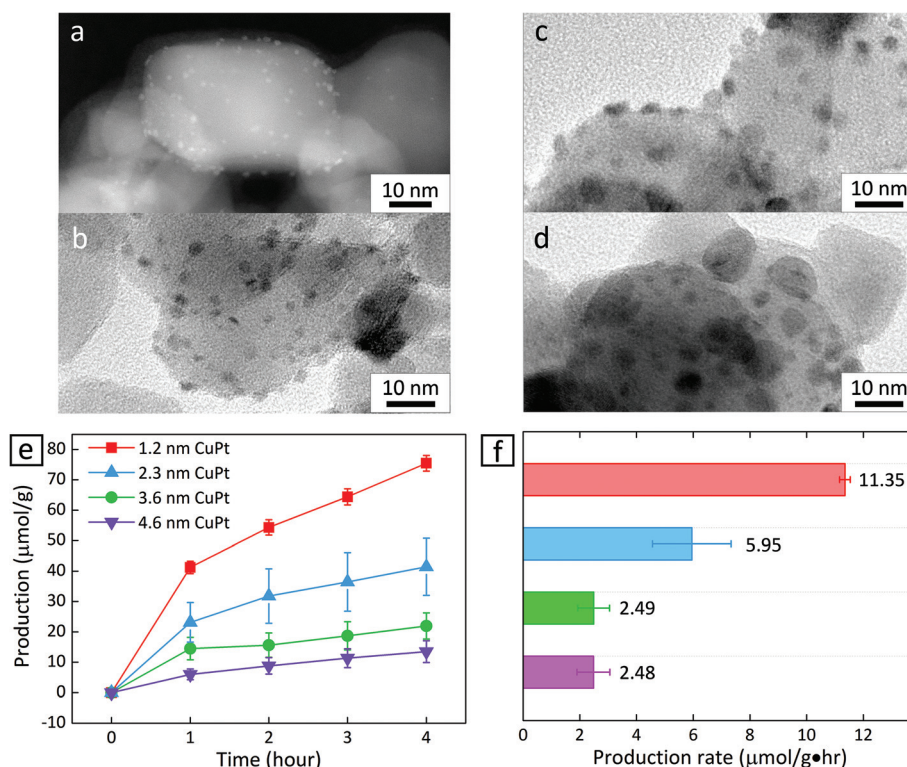 a
10 nm
b
10 nm
c
10 nm
d
10 nm
e
1.2 nm CuPt
2.3 nm CuPt
3.6 nm CuPt
4.6 nm CuPt
80
70
60
50
40
30
20
10
0
-10
Production (μmol/g)
0 1 2 3 4
Time (hour)
f
11.35
5.95
2.49
2.48
0 2 4 6 8 10 12
Production rate (μmol/g•hr)